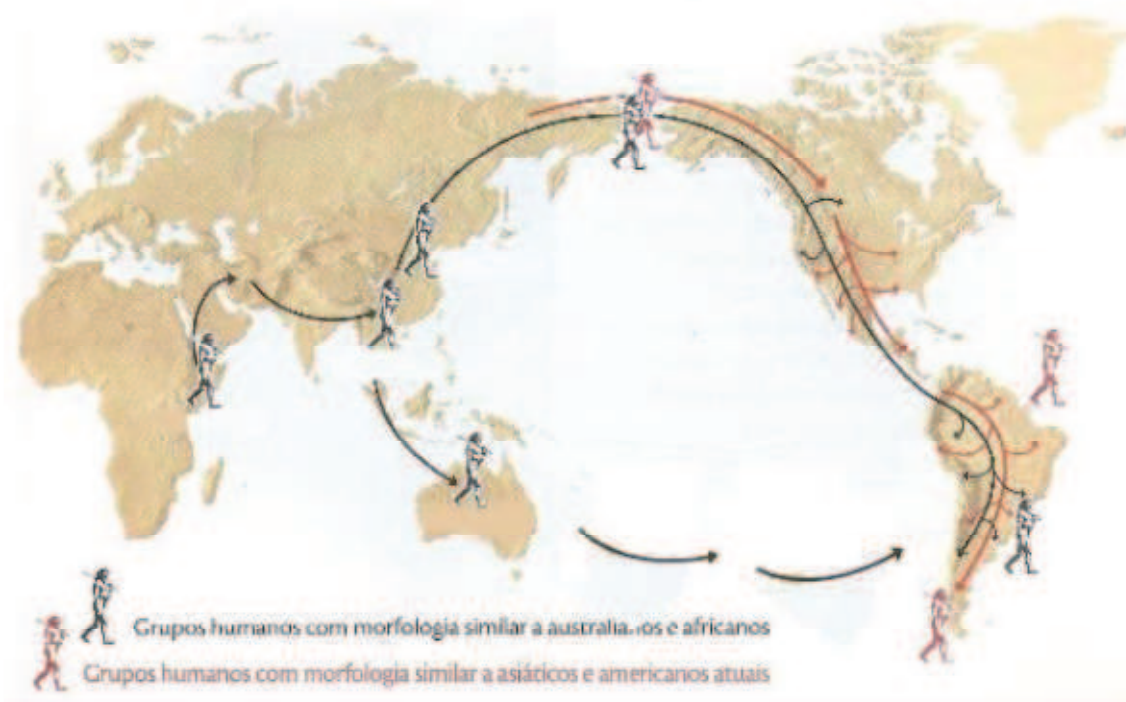 Grupos humanos com morfologia similar a australianos e africanos
Grupos humanos com morfologia similar a asiáticos e americanos atuais